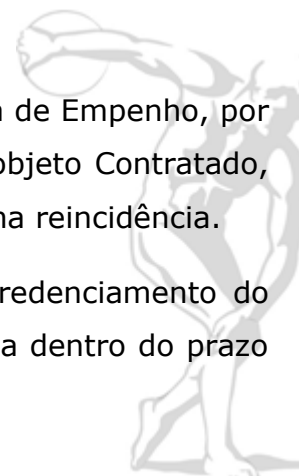 de Empenho, por
objeto Contratado,
na reincidência.
redenciamento do
a dentro do prazo